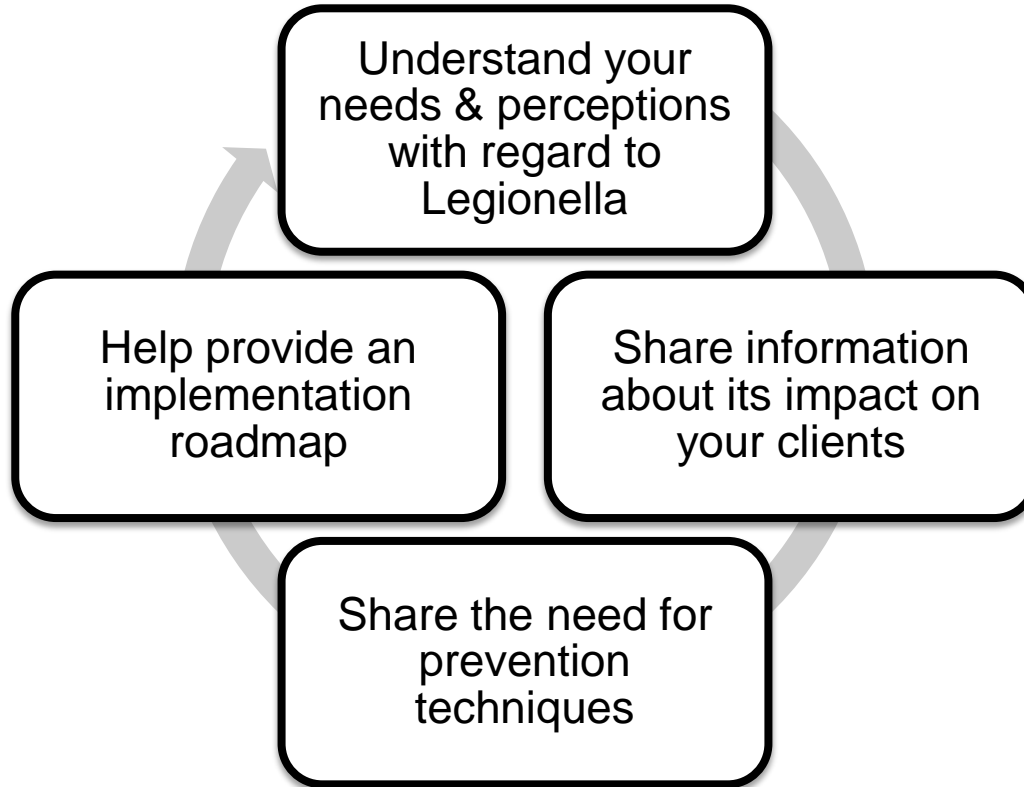 Understand your
needs & perceptions
with regard to
Legionella
Share information
about its impact on
your clients
Share the need for
prevention
techniques
Help provide an
implementation
roadmap